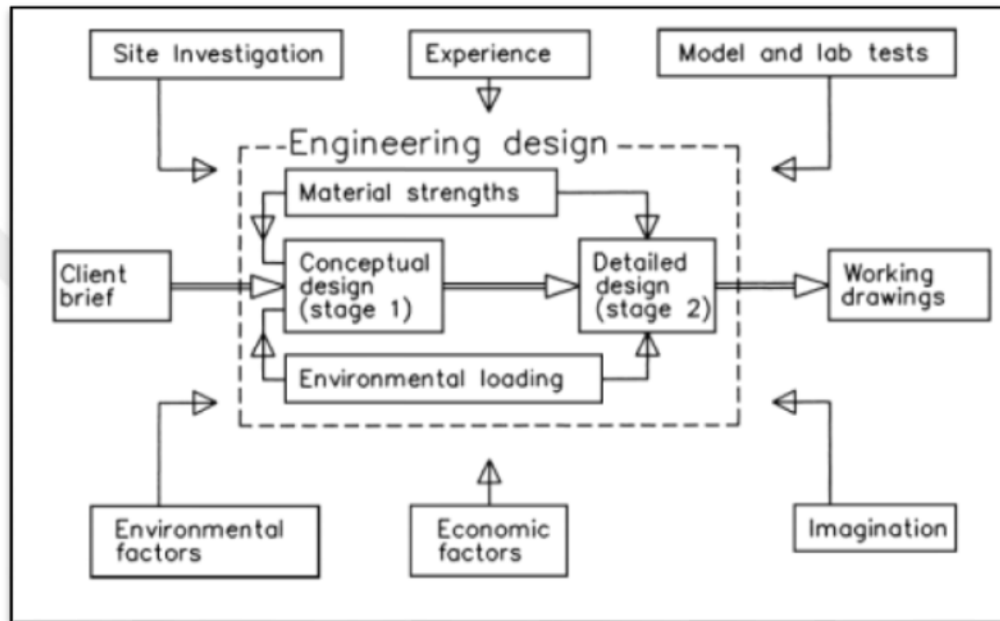 Site Investigation
Experience
Model and lab tests
Engineering design
Material strengths
Client
brief
Conceptual
design
(stage 1)
Detailed
design
(stage 2)
Working
drawings
Environmental loading
Environmental
factors
Economic
factors
Imagination